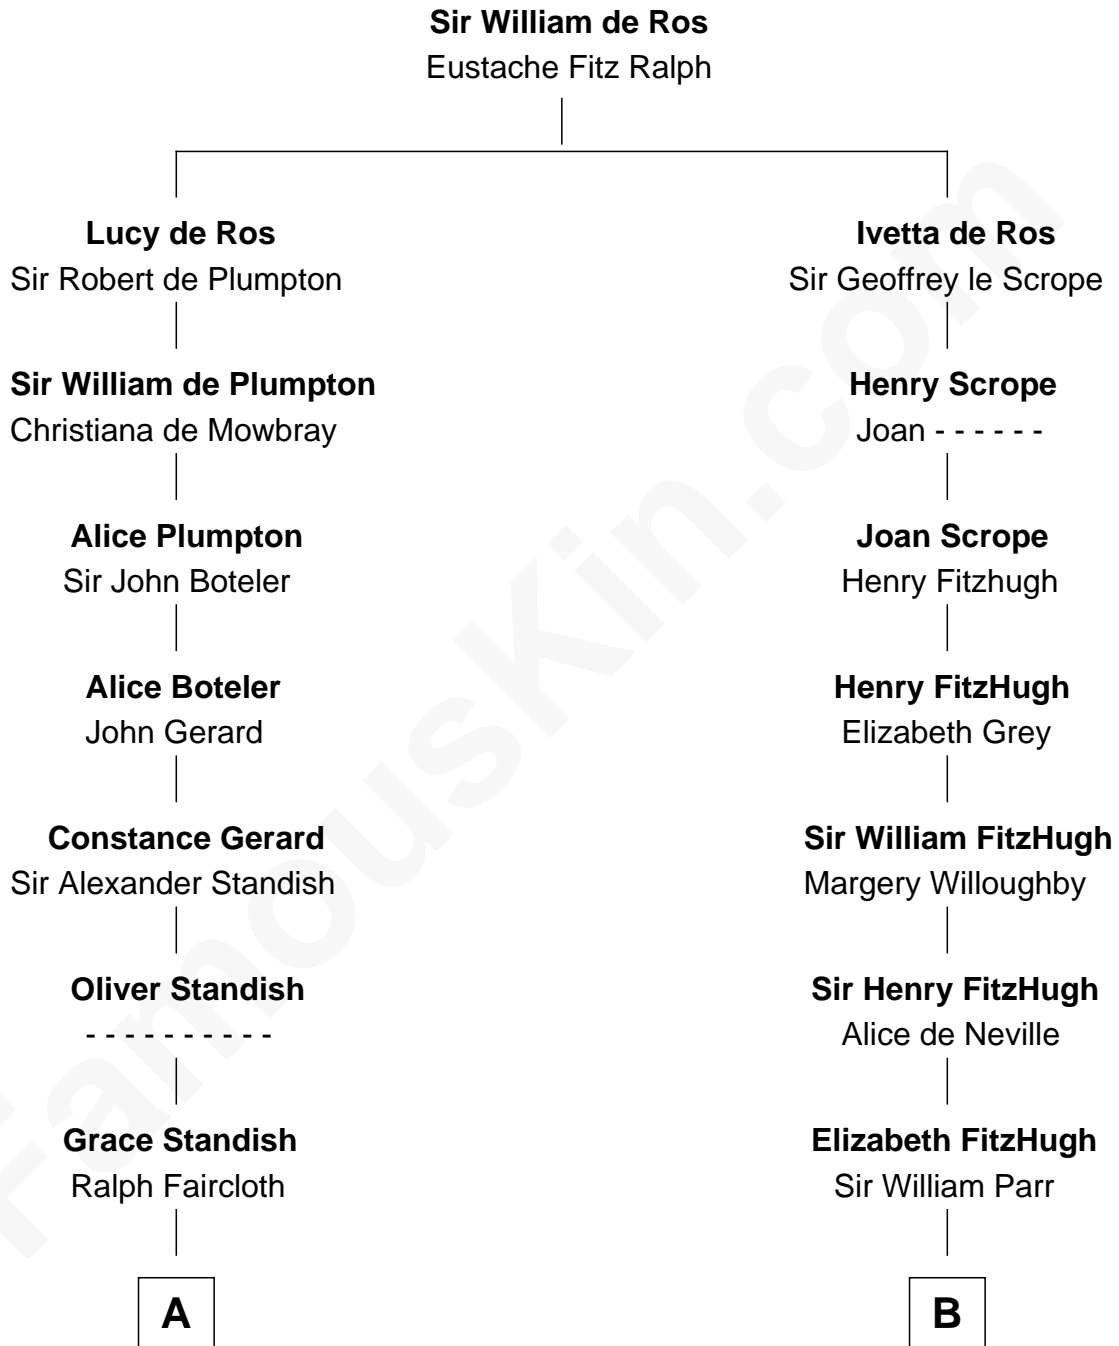 Sir William de Ros
Eustache Fitz Ralph
Lucy de Ros
Sir Robert de Plumpton
Ivetta de Ros
Sir Geoffrey le Scrope
Sir William de Plumpton
Christiana de Mowbray
Henry Scrope
Joan - - - - - -
Alice Plumpton
Sir John Boteler
Joan Scrope
Henry Fitzhugh
Alice Boteler
John Gerard
Henry FitzHugh
Elizabeth Grey
Constance Gerard
Sir Alexander Standish
Sir William FitzHugh
Margery Willoughby
Oliver Standish
- - - - - - - - - -
Sir Henry FitzHugh
Alice de Neville
Grace Standish
Ralph Faircloth
Elizabeth FitzHugh
Sir William Parr
A
B
FamousKin.com